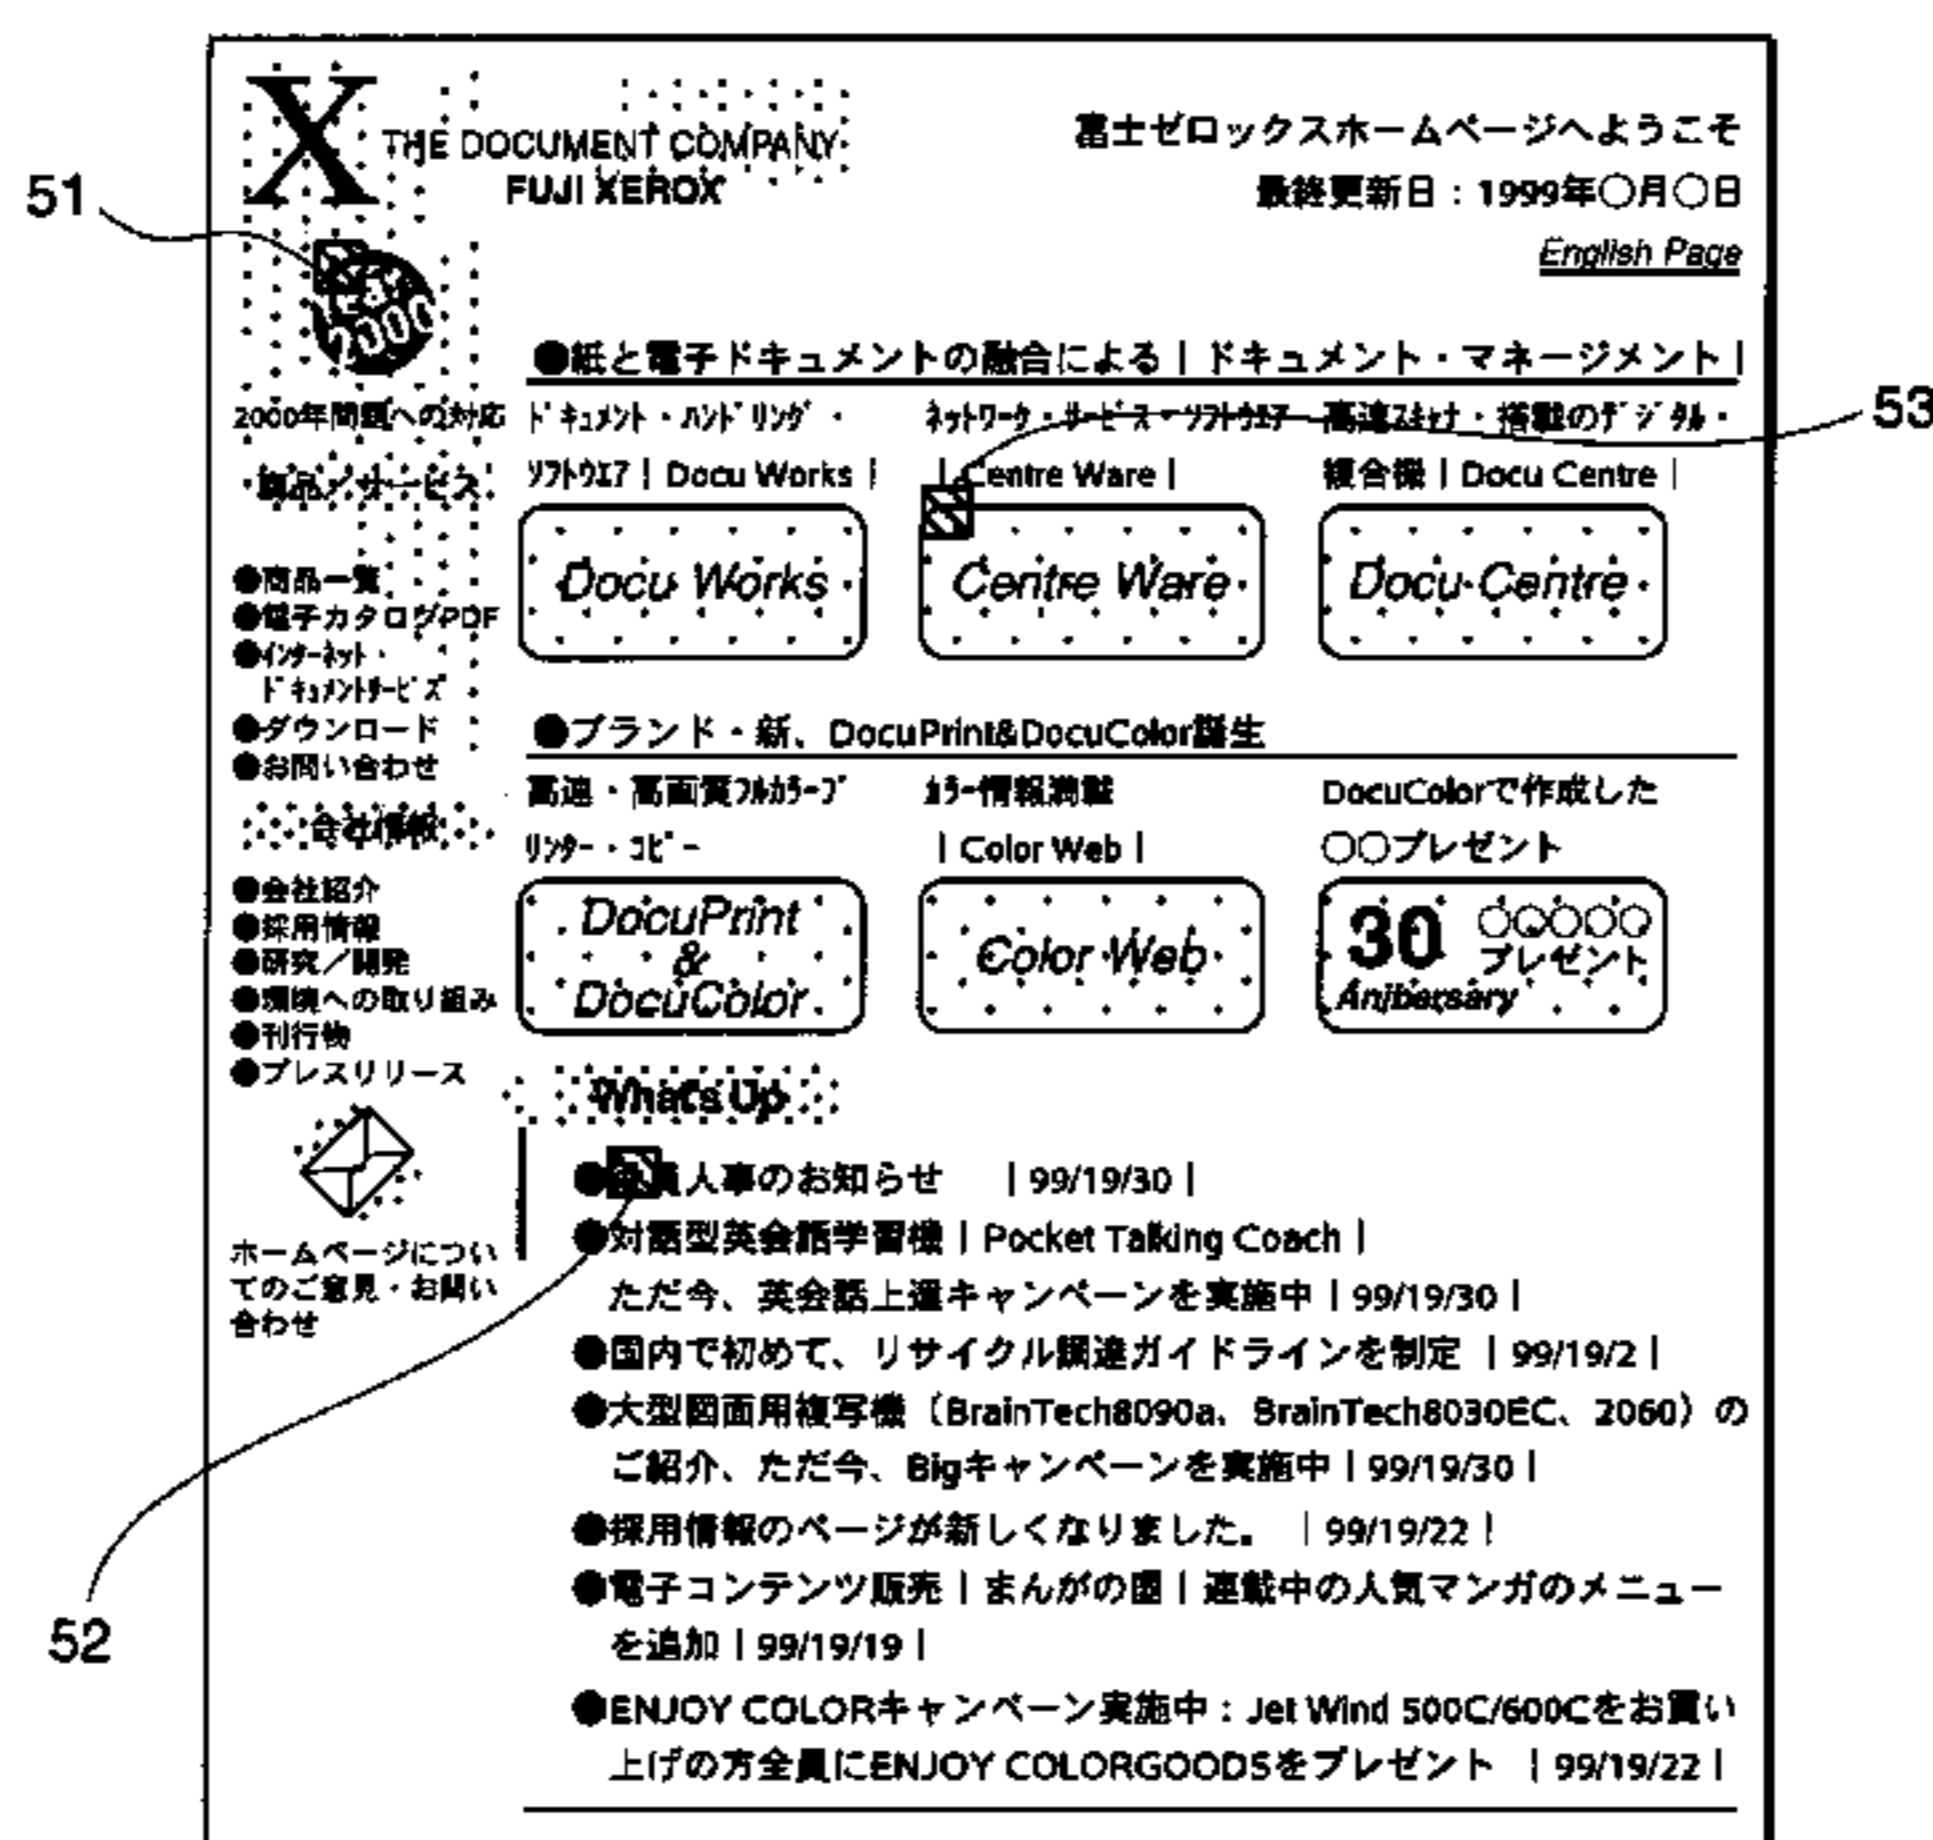 X
THE DOCUMENT COMPANY
FUJI XEROX
富士ゼロックスホームページへようこそ
最終更新日：1999年〇月〇日
English Page
51
2000
2000年問題への対応
商品／サービス
●商品一覧
●電子カタログPDF
●インターネット・
ドキュメントサービス
●ダウンロード
●お問い合わせ
会社情報
●会社紹介
●採用情報
●研究／開発
●環境への取り組み
●刊行物
●プレスリリース
ホームページについ
てのご意見・お問い
合わせ
●紙と電子ドキュメントの融合による|ドキュメント・マネージメント|
ドキュメント・ハンドリング・
ソフトウエア|Docu Works|
Docu Works
ネットワーク・サービス・ソフトウエア
|Centre Ware|
Centre Ware
高速スキャナ・搭載のデジタル・
複合機|Docu Centre|
Docu Centre
53
●ブランド・新、DocuPrint&DocuColor誕生
高速・高画質フルカラープ
リンター・コピー
DocuPrint
&
DocuColor
カラー情報満載
|Color Web|
Color Web
DocuColorで作成した
〇〇プレゼント
30 〇〇〇〇〇
プレゼント
Anibarsary
What's Up
●人事のお知らせ |99/19/30|
●対話型英会話学習機|Pocket Talking Coach|
ただ今、英会話上達キャンペーンを実施中|99/19/30|
●国内で初めて、リサイクル調達ガイドラインを制定 |99/19/2|
●大型図面用複写機（BrainTech8090a、BrainTech8030EC、2060）の
ご紹介、ただ今、Bigキャンペーンを実施中|99/19/30|
●採用情報のページが新しくなりました。 |99/19/22|
●電子コンテンツ販売|まんがの国|連載中の人気マンガのメニュー
を追加|99/19/19|
●ENJOY COLORキャンペーン実施中：Jet Wind 500C/600Cをお買い
上げの方全員にENJOY COLORGOODSをプレゼント |99/19/22|
52